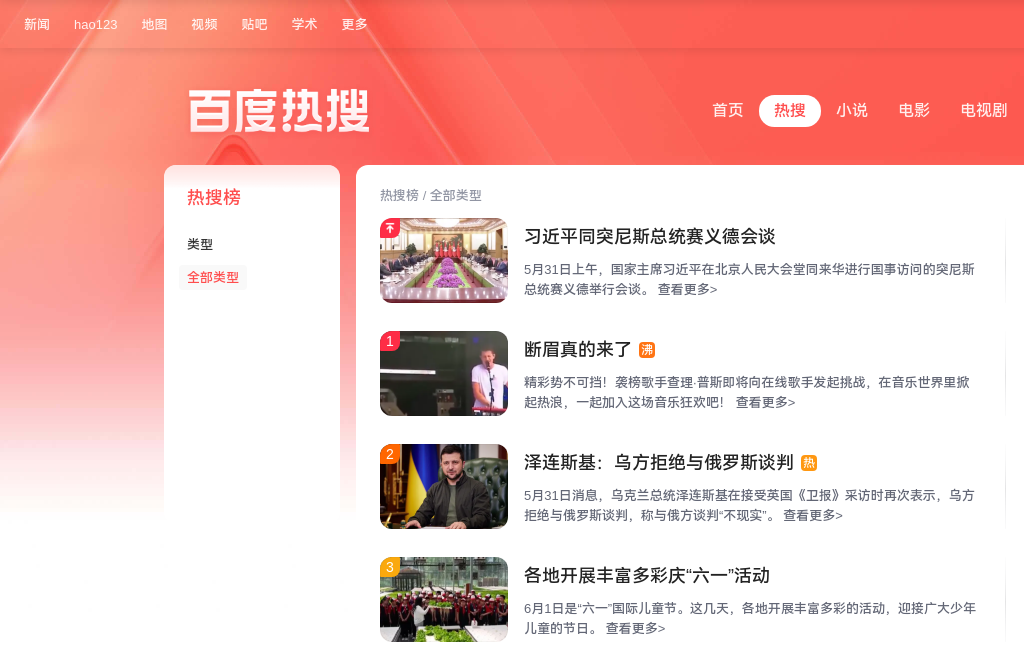 新闻 hao123 地图 视频 贴吧 学术 更多
百度热搜
首页 热搜 小说 电影 电视剧
热搜榜
类型
全部类型
热搜榜 / 全部类型
习近平同突尼斯总统赛义德会谈
5月31日上午，国家主席习近平在北京人民大会堂同来华进行国事访问的突尼斯
总统赛义德举行会谈。 查看更多>
1
断眉真的来了 沸
精彩势不可挡！袭榜歌手查理·普斯即将向在线歌手发起挑战，在音乐世界里掀
起热浪，一起加入这场音乐狂欢吧！ 查看更多>
2
泽连斯基：乌方拒绝与俄罗斯谈判 热
5月31日消息，乌克兰总统泽连斯基在接受英国《卫报》采访时再次表示，乌方
拒绝与俄罗斯谈判，称与俄方谈判“不现实”。 查看更多>
3
各地开展丰富多彩庆“六一”活动
6月1日是“六一”国际儿童节。这几天，各地开展丰富多彩的活动，迎接广大少年
儿童的节日。 查看更多>